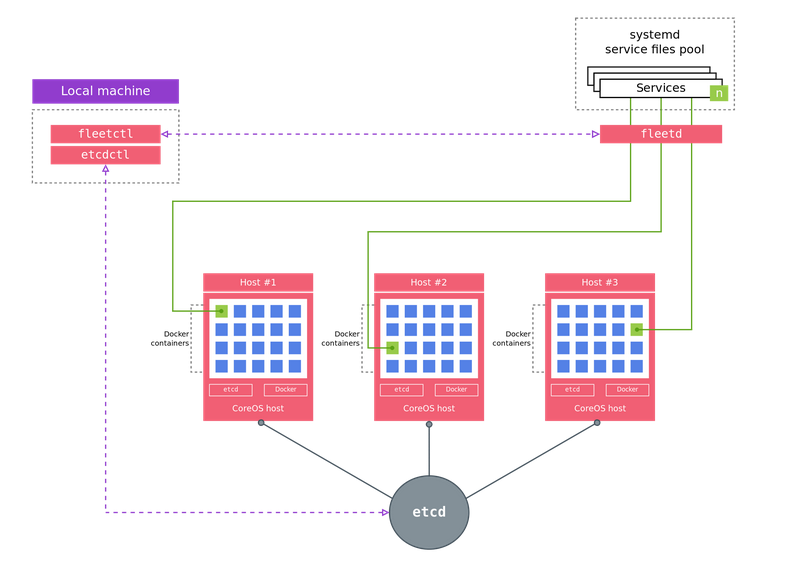 systemd
service files pool
Services
n
Local machine
fleetctl
etcdctl
fleetd
Host #1
Host #2
Host #3
Docker
containers
Docker
containers
Docker
containers
etcd
Docker
etcd
Docker
etcd
Docker
CoreOS host
CoreOS host
CoreOS host
etcd